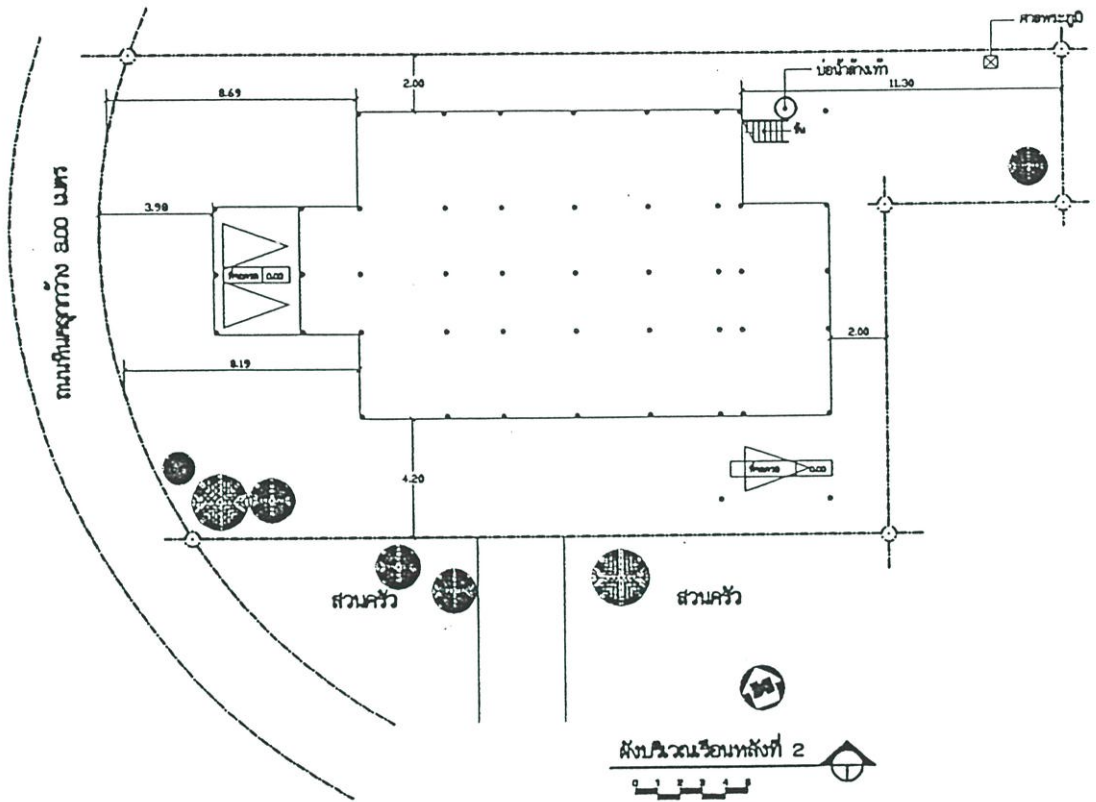 ศาลพระภูมิ
บ่อน้ำล้างเท้า
11.30
2.00
8.69
ขึ้น
3.98
ถนนหินคลุกกว้าง 8.00 เมตร
0.00
2.00
8.19
4.20
0.00
สวนครัว
สวนครัว
ผังบริเวณเรือนหลังที่ 2
0 1 2 3 4 5